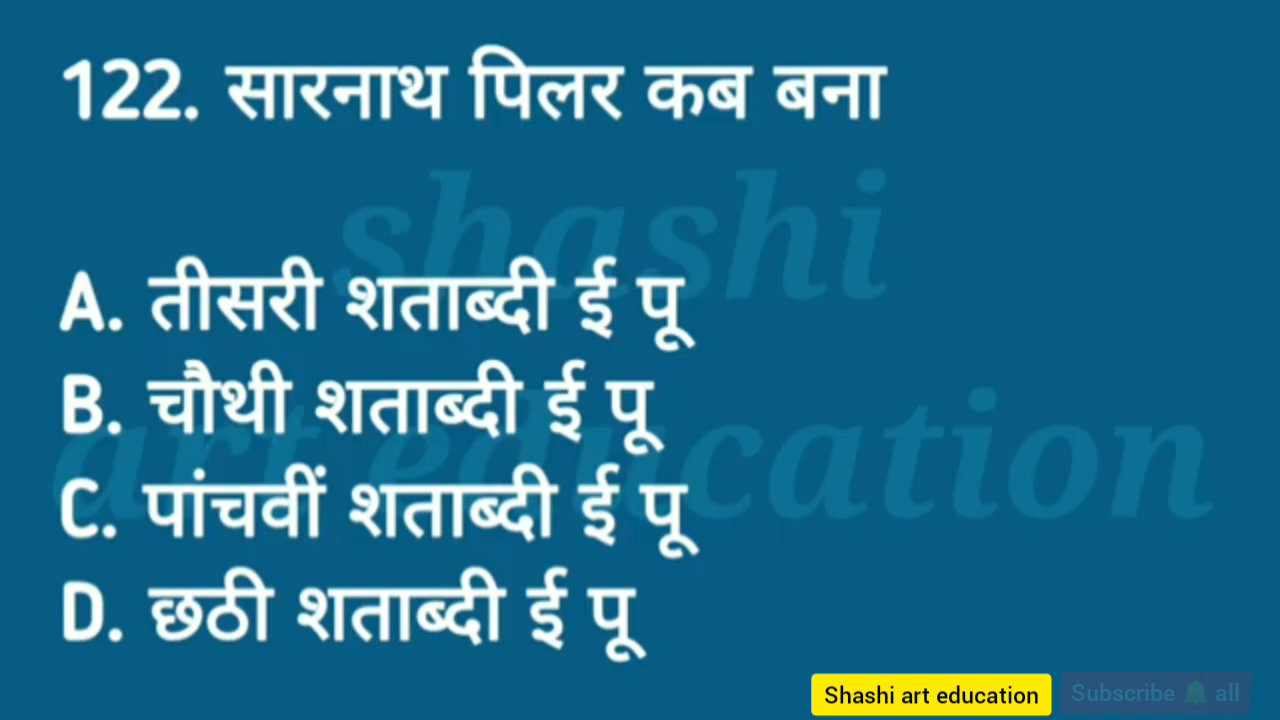 122. सारनाथ पिलर कब बना
shashi
A. तीसरी शताब्दी ई पू
B. चौथी शताब्दी ई पू
art education
C. पांचवीं शताब्दी ई पू
D. छठी शताब्दी ई पू
Shashi art education
Subscribe 🔔 all